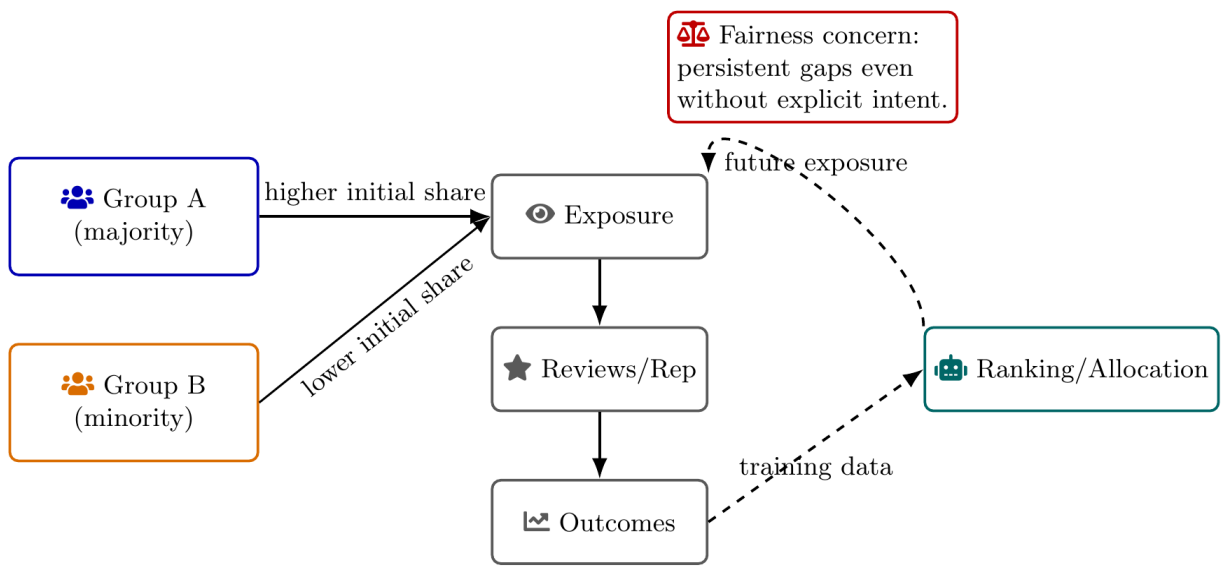 Fairness concern:
persistent gaps even
without explicit intent.
future exposure
Group A
(majority)
higher initial share
Exposure
lower initial share
Group B
(minority)
Reviews/Rep
Ranking/Allocation
training data
Outcomes